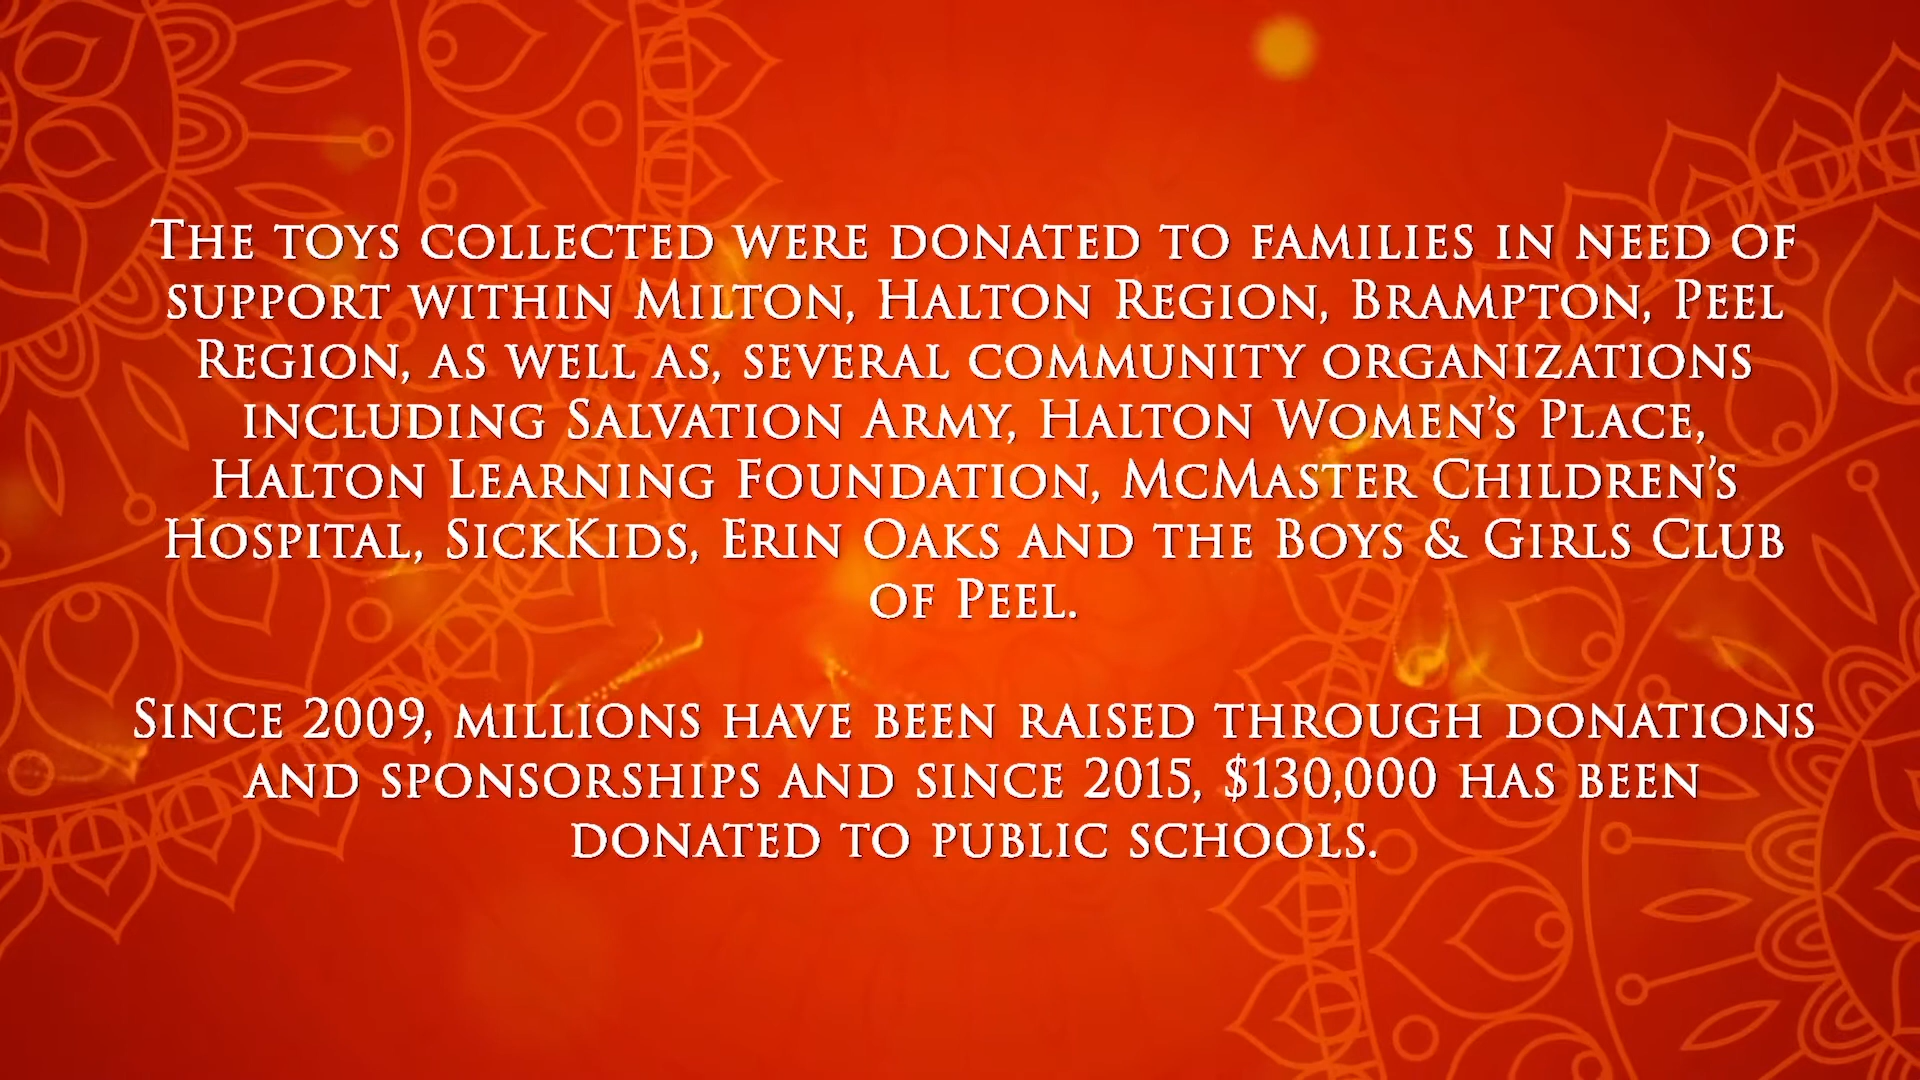 The toys collected were donated to families in need of
support within Milton, Halton Region, Brampton, Peel
Region, as well as, several community organizations
including Salvation Army, Halton Women’s Place,
Halton Learning Foundation, McMaster Children’s
Hospital, SickKids, Erin Oaks and the Boys & Girls Club
of Peel.
Since 2009, millions have been raised through donations
and sponsorships and since 2015, $130,000 has been
donated to public schools.